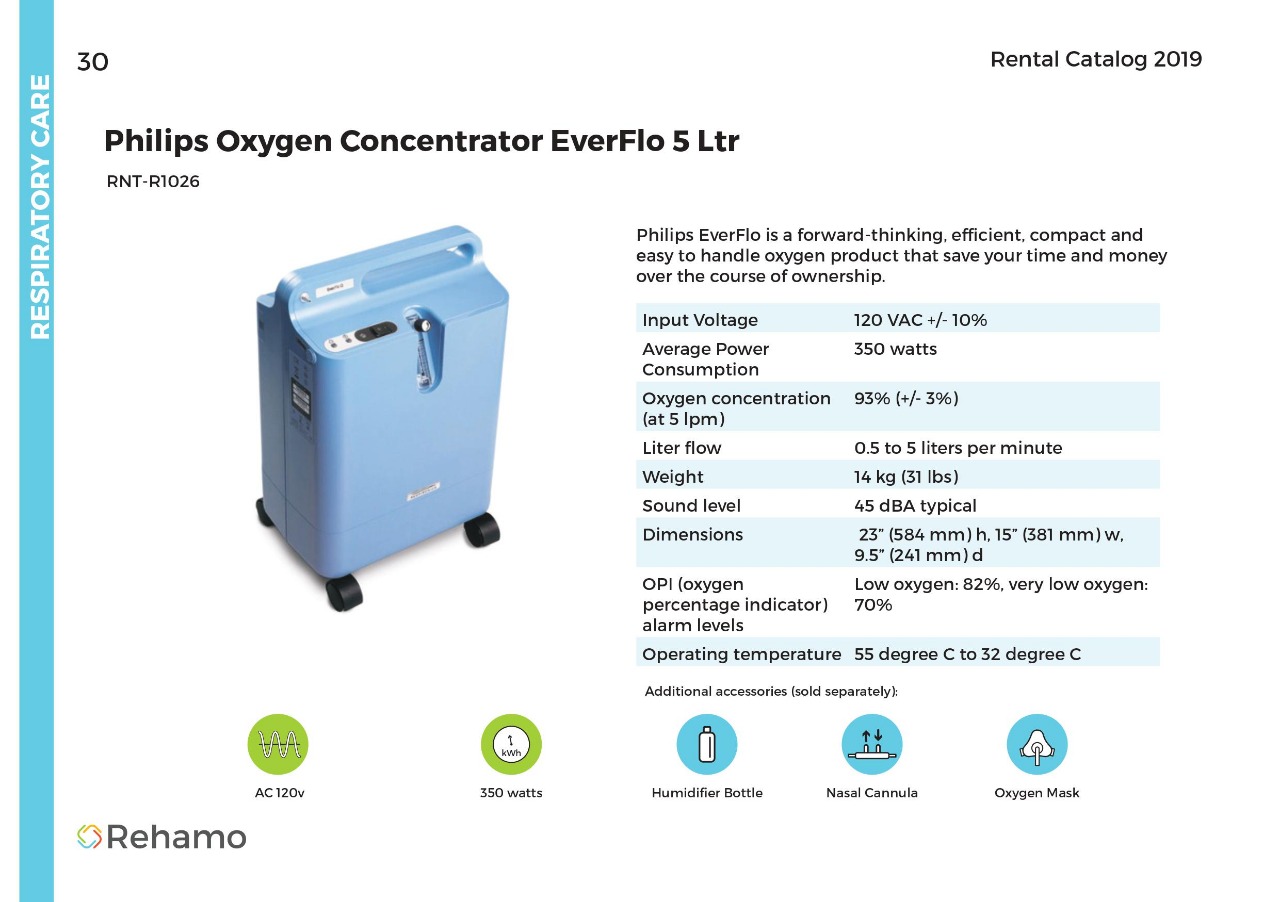 RESPIRATORY CARE
30
Rental Catalog 2019
Philips Oxygen Concentrator EverFlo 5 Ltr
RNT-R1026
Philips EverFlo is a forward-thinking, efficient, compact and
easy to handle oxygen product that save your time and money
over the course of ownership.
Input Voltage 120 VAC +/- 10%
Average Power 350 watts
Consumption
Oxygen concentration 93% (+/- 3%)
(at 5 lpm)
Liter flow 0.5 to 5 liters per minute
Weight 14 kg (31 lbs)
Sound level 45 dBA typical
Dimensions 23” (584 mm) h, 15” (381 mm) w,
9.5” (241 mm) d
OPI (oxygen Low oxygen: 82%, very low oxygen:
percentage indicator) 70%
alarm levels
Operating temperature 55 degree C to 32 degree C
Additional accessories (sold separately):
kWh
AC 120v
350 watts
Humidifier Bottle
Nasal Cannula
Oxygen Mask
Rehamo